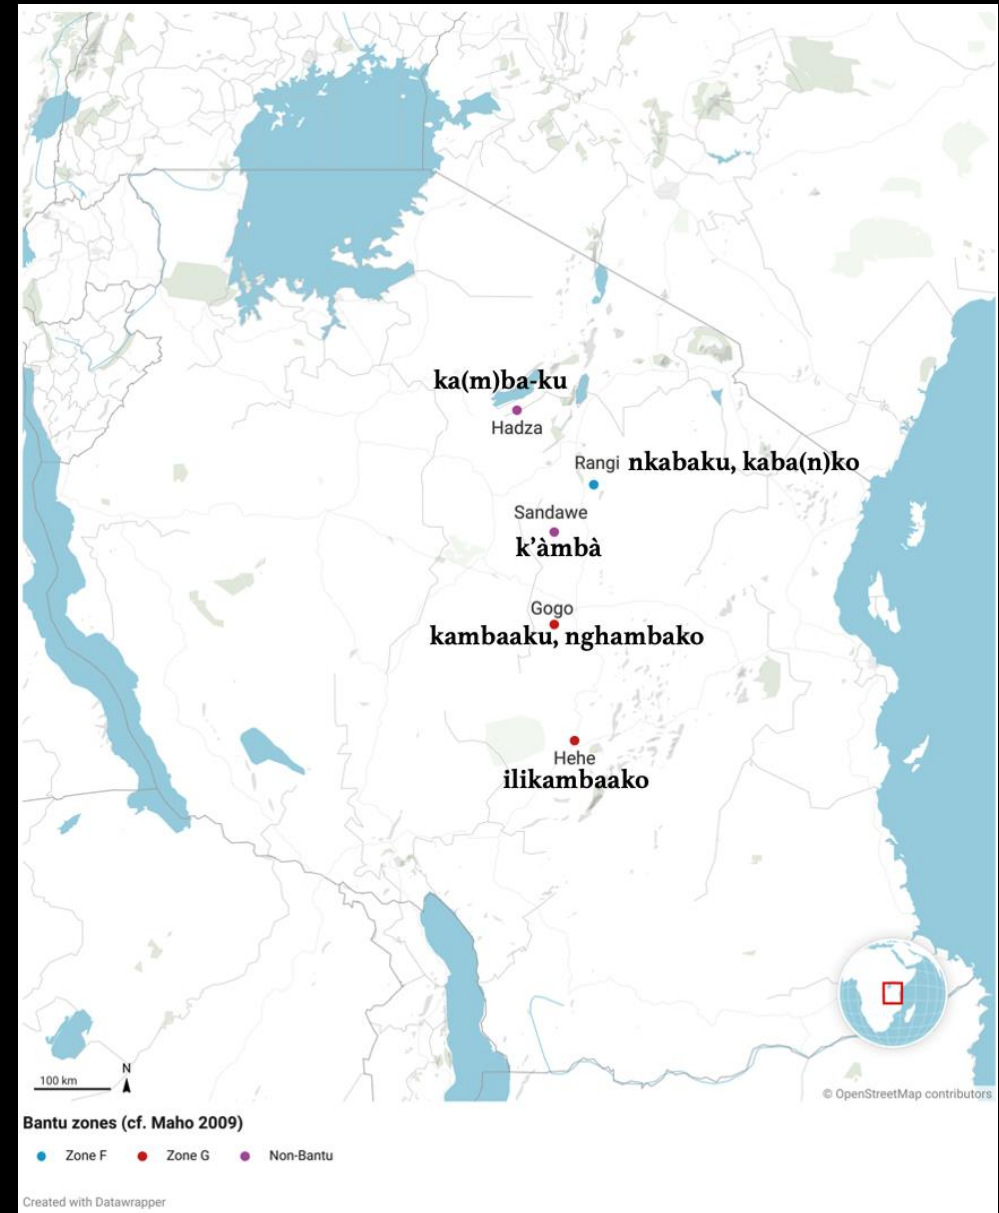 ka(m)ba-ku
Hadza
Rangi nkabaku, kaba(n)ko
Sandawe
k’àmbà
Gogo
kambaaku, nghambako
Hehe
ilikambaako
100 km
N
© OpenStreetMap contributors
Bantu zones (cf. Maho 2009)
Zone F Zone G Non-Bantu
Created with Datawrapper